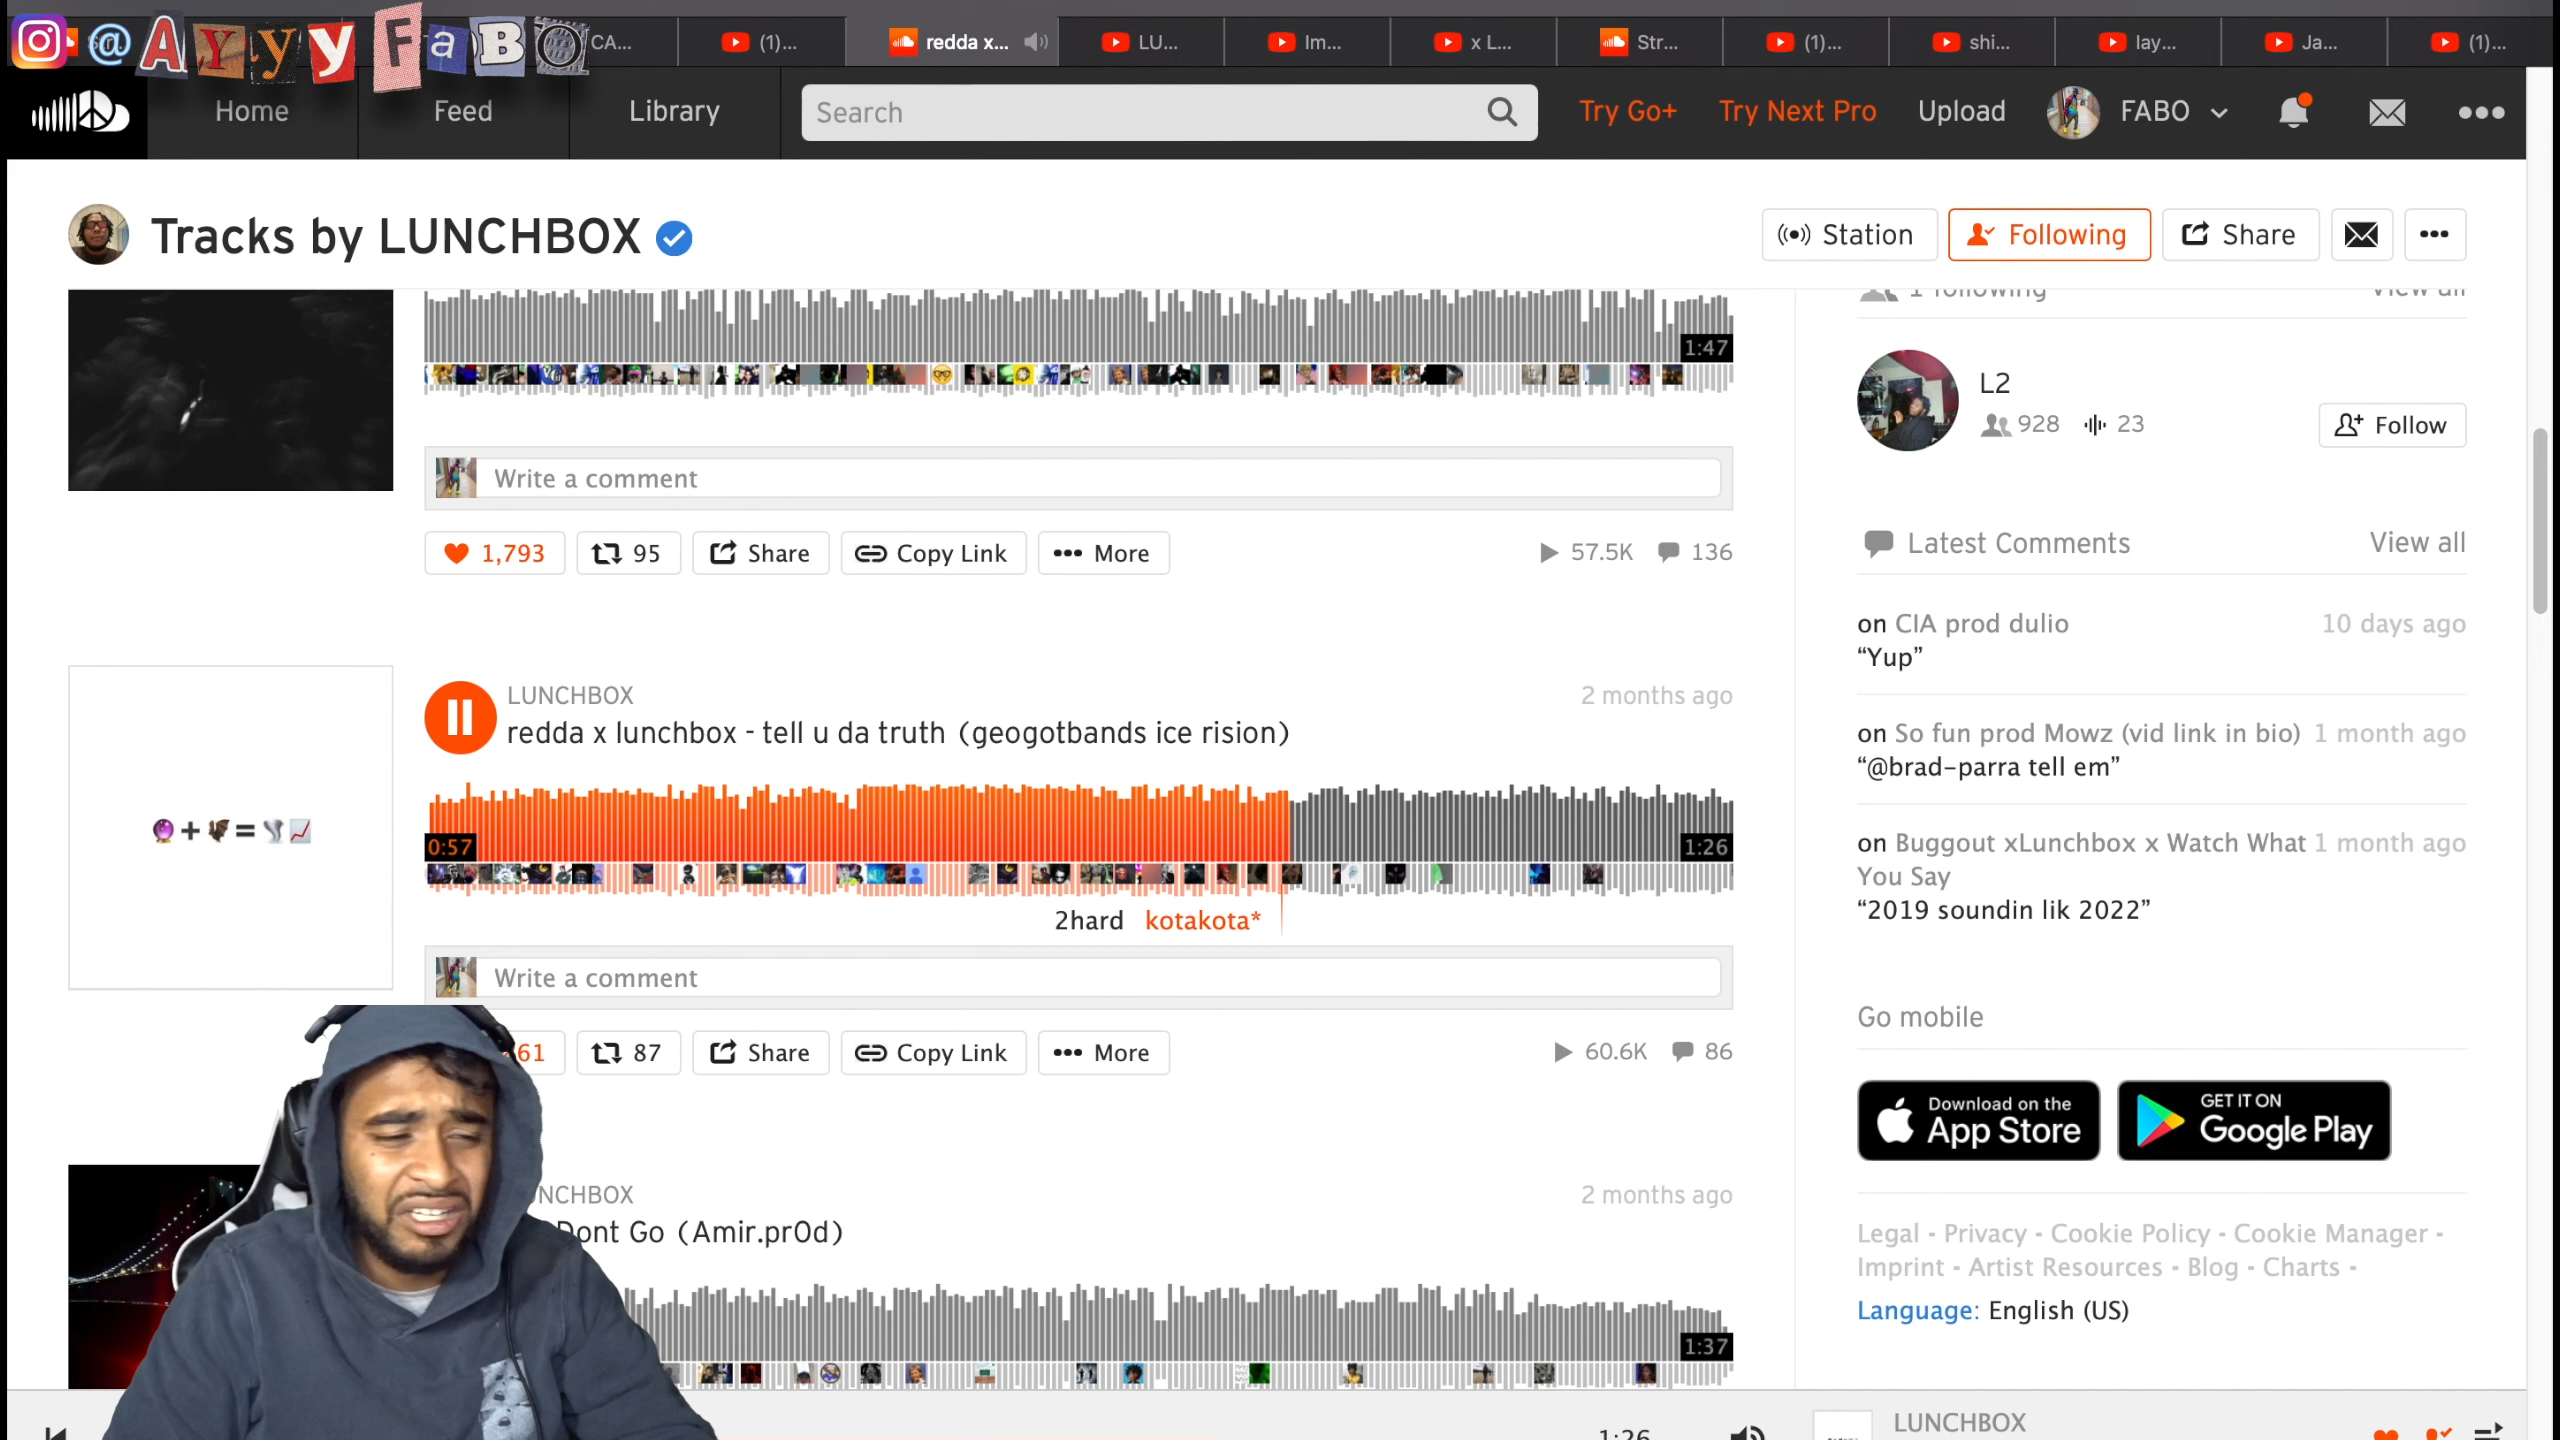 @AYyyFaBO
CA...
(1)...
redda x...
LU...
Im...
x L...
Str...
(1)...
shi...
lay...
Ja...
(1)...
Home
Feed
Library
Search
Try Go+
Try Next Pro
Upload
FABO
Tracks by LUNCHBOX
Station
Following
Share
1 following
View all
1:47
L2
928
23
Follow
Write a comment
1,793
95
Share
Copy Link
More
57.5K
136
Latest Comments
View all
on CIA prod dulio
10 days ago
“Yup”
LUNCHBOX
2 months ago
redda x lunchbox - tell u da truth (geogotbands ice rision)
on So fun prod Mowz (vid link in bio)
1 month ago
“@brad-parra tell em”
0:57
1:26
on Buggout xLunchbox x Watch What
1 month ago
You Say
“2019 soundin lik 2022”
2hard kotakota*
Write a comment
61
87
Share
Copy Link
More
60.6K
86
Go mobile
Download on the
App Store
GET IT ON
Google Play
NCHBOX
2 months ago
Dont Go (Amir.pr0d)
1:37
Legal - Privacy - Cookie Policy - Cookie Manager -
Imprint - Artist Resources - Blog - Charts -
Language: English (US)
1:26
LUNCHBOX